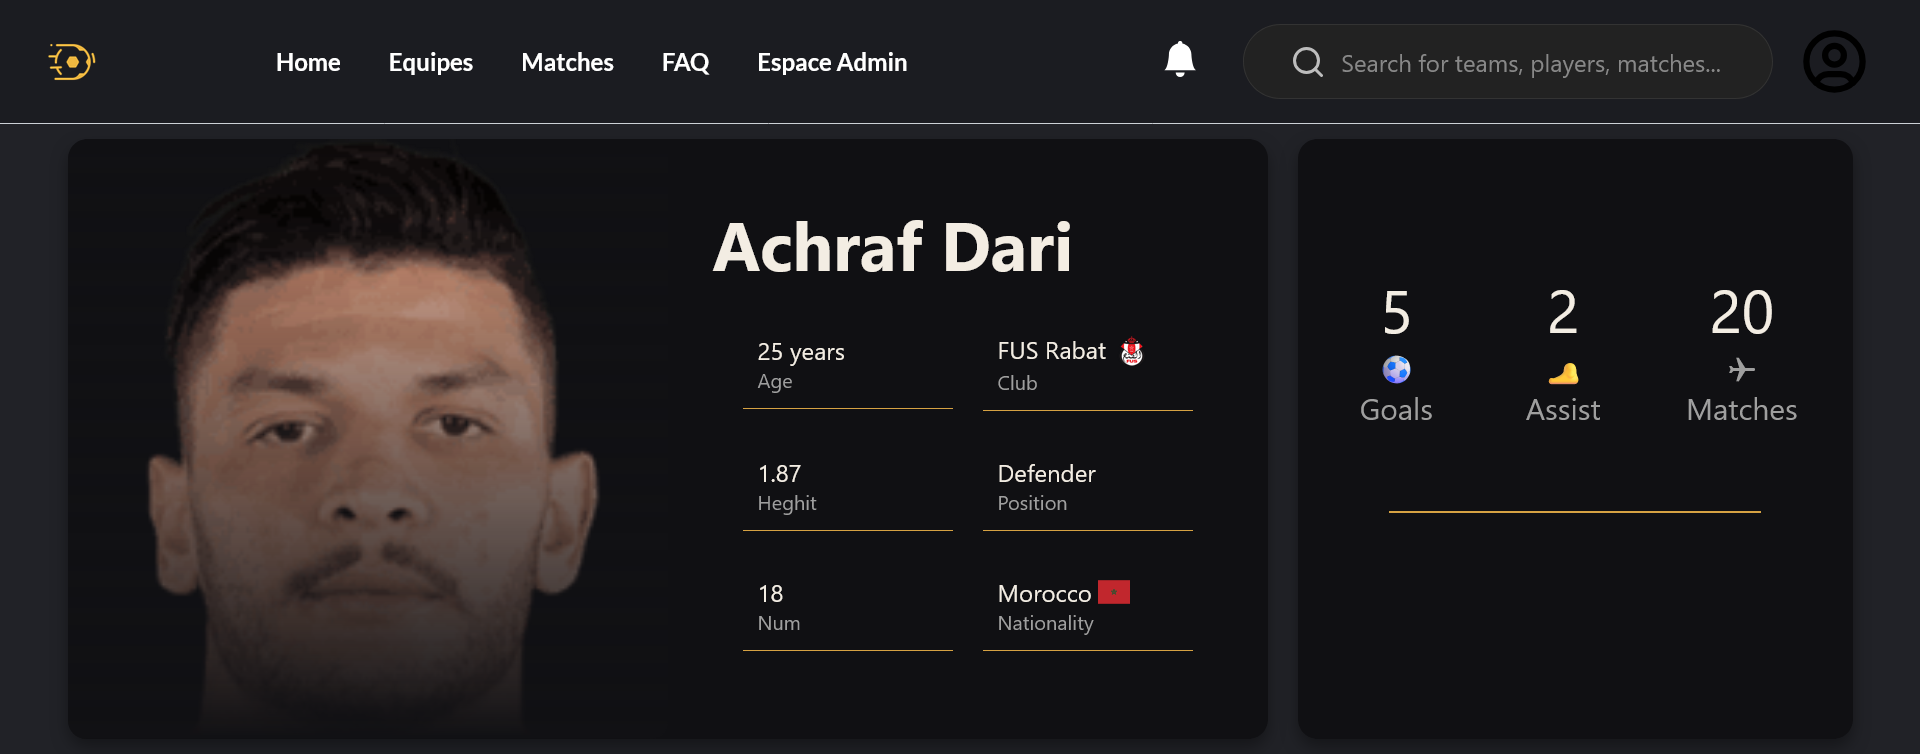 Home Equipes Matches FAQ Espace Admin
Search for teams, players, matches...
Achraf Dari
25 years
Age
FUS Rabat
Club
1.87
Heghit
Defender
Position
18
Num
Morocco
Nationality
5
Goals
2
Assist
20
Matches